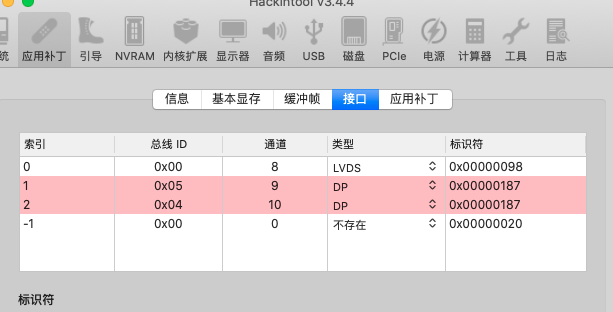 Hackintool v3.4.4
统 应用补丁 引导 NVRAM 内核扩展 显示器 音频 USB 磁盘 PCIe 电源 计算器 工具 日志
信息 基本显存 缓冲帧 接口 应用补丁
索引 总线 ID 通道 类型 标识符
0 0x00 8 LVDS 0x00000098
1 0x05 9 DP 0x00000187
2 0x04 10 DP 0x00000187
-1 0x00 0 不存在 0x00000020
标识符